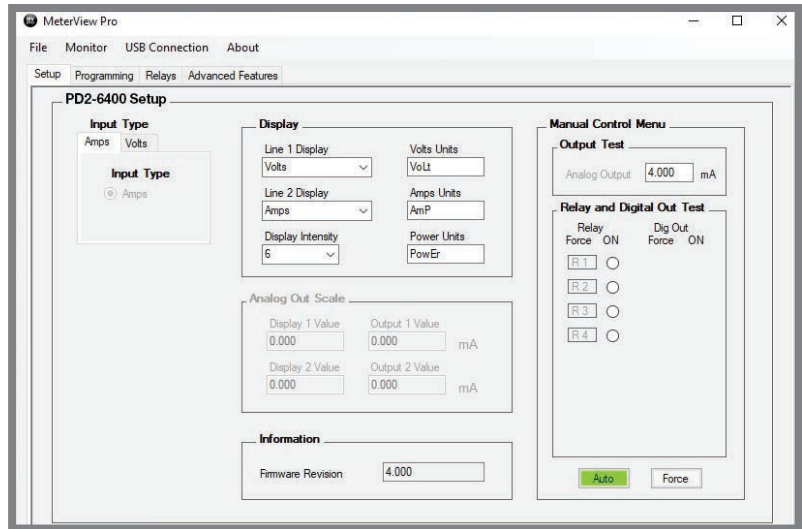 MeterView Pro
File Monitor USB Connection About
Setup Programming Relays Advanced Features
PD2-6400 Setup
Input Type
Amps Volts
Input Type
Amps
Display
Line 1 Display Volts Units
Volts VoLt
Line 2 Display Amps Units
Amps AmP
Display Intensity Power Units
6 PowEr
Analog Out Scale
Display 1 Value Output 1 Value
0.000 0.000 mA
Display 2 Value Output 2 Value
0.000 0.000 mA
Information
Firmware Revision 4.000
Manual Control Menu
Output Test
Analog Output 4.000 mA
Relay and Digital Out Test
Relay Dig Out
Force ON Force ON
R 1
R 2
R 3
R 4
Auto Force